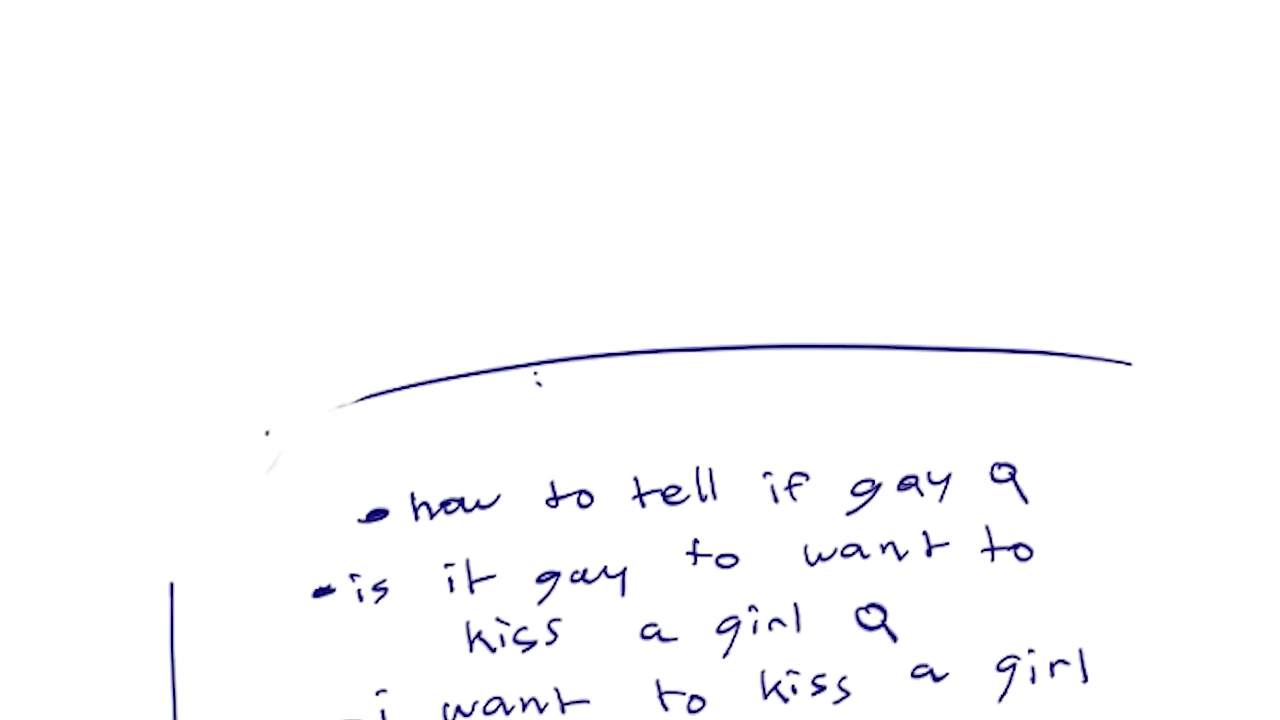 • how to tell if gay Q
- is it gay to want to
kiss a girl Q
- i want to kiss a girl